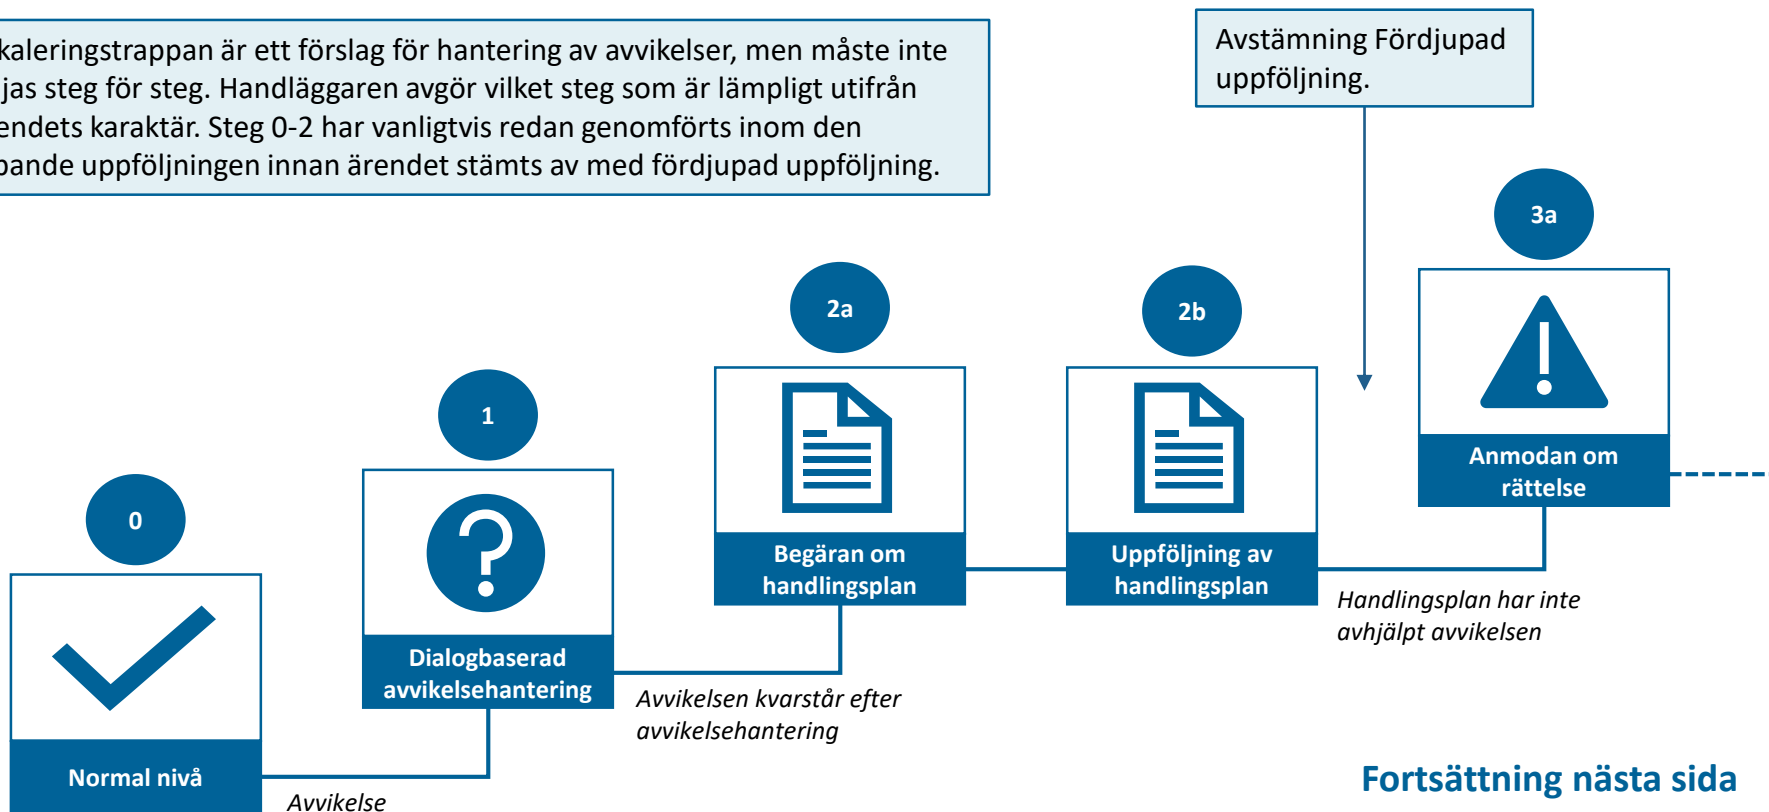 kaleringstrappan är ett förslag för hantering av avvikelser, men måste inte
jas steg för steg. Handläggaren avgör vilket steg som är lämpligt utifrån
endets karaktär. Steg 0-2 har vanligtvis redan genomförts inom den
pande uppföljningen innan ärendet stämts av med fördjupad uppföljning.
Avstämning Fördjupad
uppföljning.
0
Normal nivå
Avvikelse
1
Dialogbaserad
avvikelsehantering
Avvikelsen kvarstår efter
avvikelsehantering
2a
Begäran om
handlingsplan
2b
Uppföljning av
handlingsplan
Handlingsplan har inte
avhjälpt avvikelsen
3a
Anmodan om
rättelse
Fortsättning nästa sida